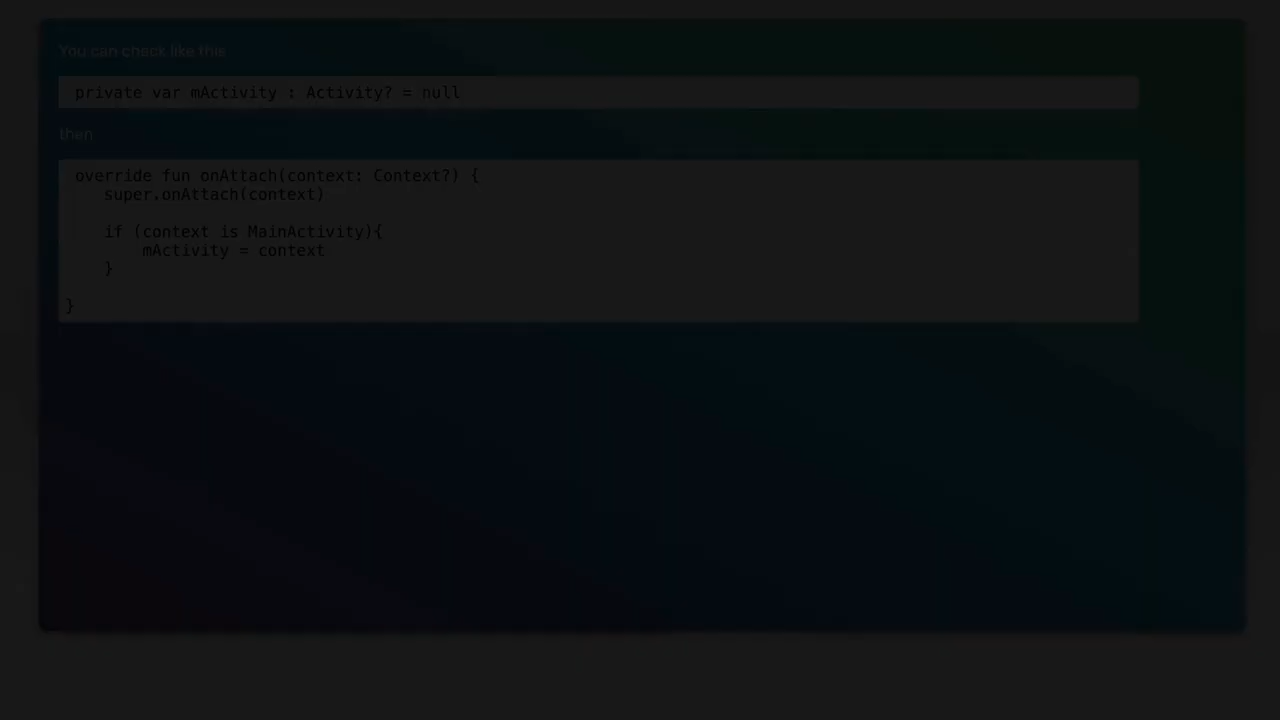 You can check like this
private var mActivity : Activity? = null
then
override fun onAttach(context: Context?) {
super.onAttach(context)
if (context is MainActivity){
mActivity = context
}
}